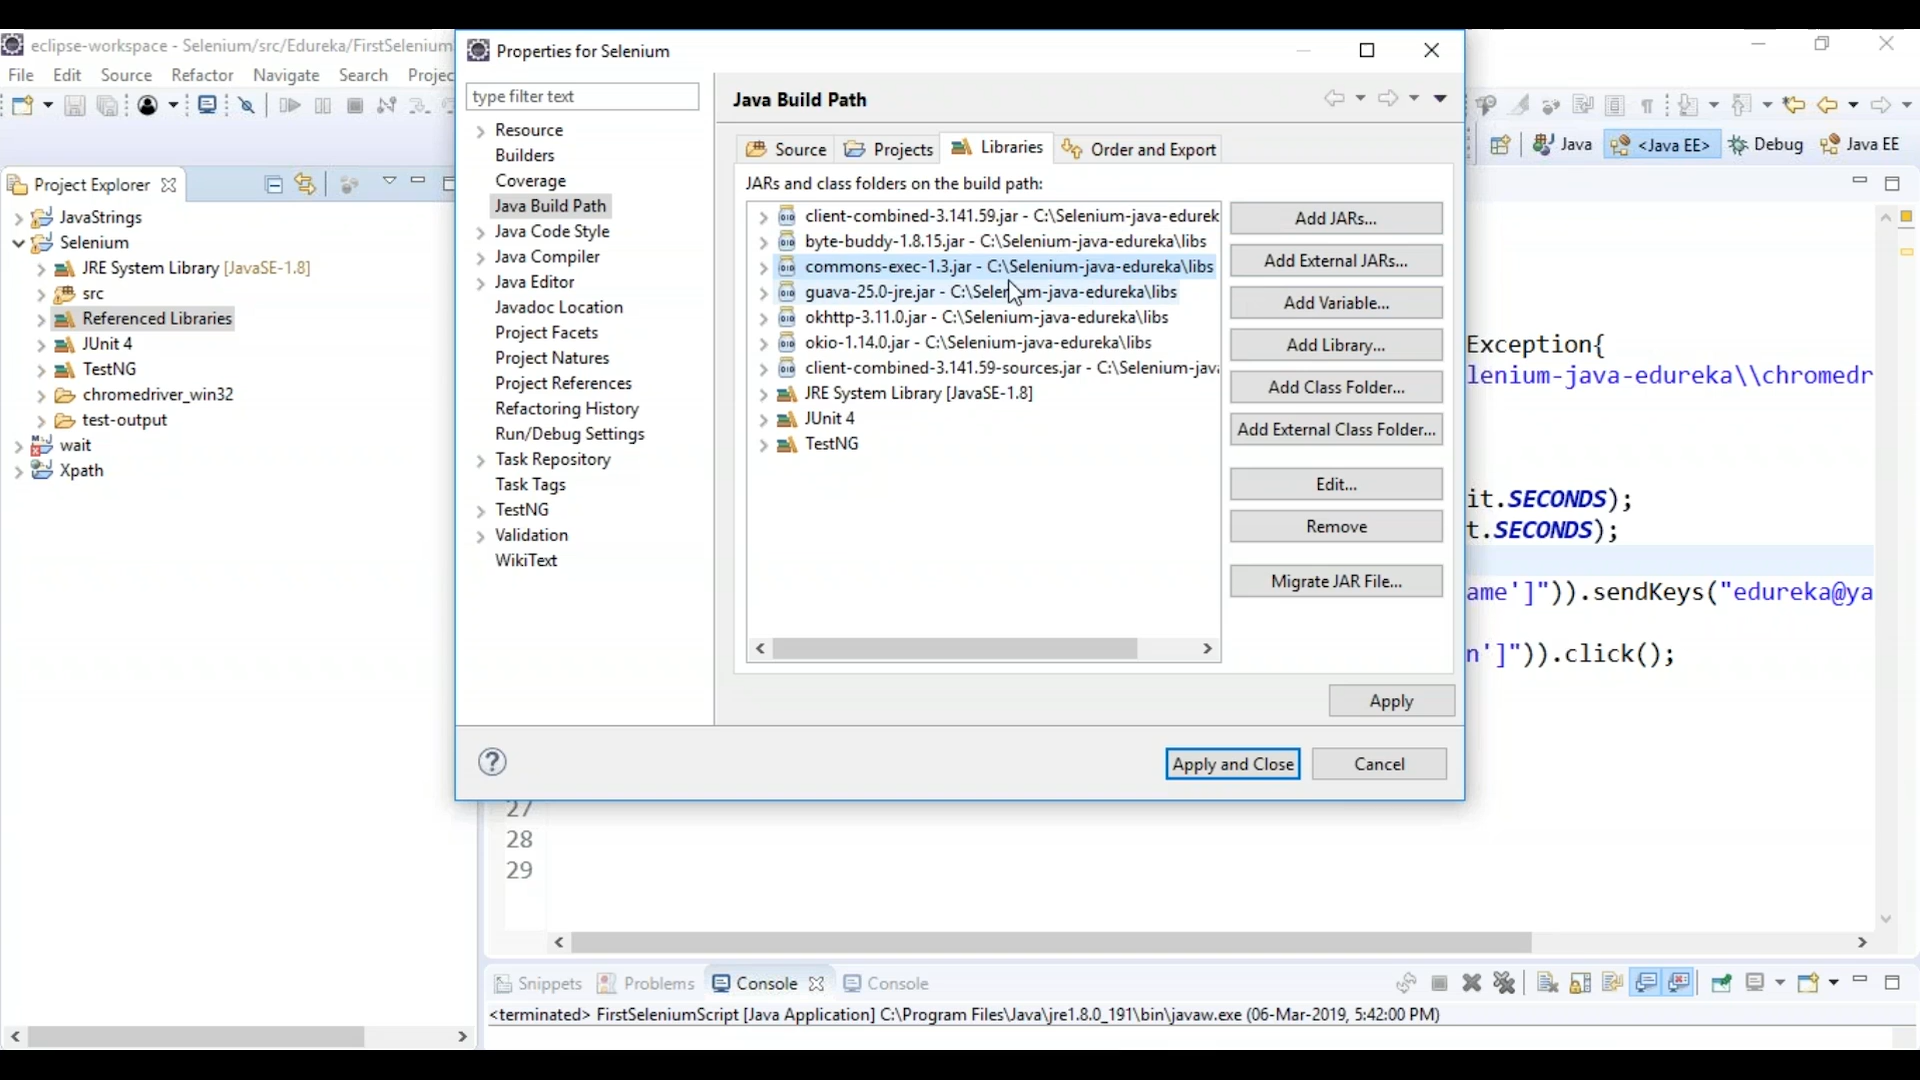 eclipse-workspace - Selenium/src/Edureka/FirstSelenium
File Edit Source Refactor Navigate Search Projec
Project Explorer
JavaStrings
Selenium
JRE System Library [JavaSE-1.8]
src
Referenced Libraries
JUnit 4
TestNG
chromedriver_win32
test-output
wait
Xpath
Properties for Selenium
type filter text
Resource
Builders
Coverage
Java Build Path
Java Code Style
Java Compiler
Java Editor
Javadoc Location
Project Facets
Project Natures
Project References
Refactoring History
Run/Debug Settings
Task Repository
Task Tags
TestNG
Validation
WikiText
Java Build Path
Source Projects Libraries Order and Export
JARs and class folders on the build path:
client-combined-3.141.59.jar - C:\Selenium-java-edurek
byte-buddy-1.8.15.jar - C:\Selenium-java-edureka\libs
commons-exec-1.3.jar - C:\Selenium-java-edureka\libs
guava-25.0-jre.jar - C:\Selenium-java-edureka\libs
okhttp-3.11.0.jar - C:\Selenium-java-edureka\libs
okio-1.14.0.jar - C:\Selenium-java-edureka\libs
client-combined-3.141.59-sources.jar - C:\Selenium-java
JRE System Library [JavaSE-1.8]
JUnit 4
TestNG
Add JARs...
Add External JARs...
Add Variable...
Add Library...
Add Class Folder...
Add External Class Folder...
Edit...
Remove
Migrate JAR File...
Apply
Apply and Close Cancel
Java <Java EE> Debug Java EE
Exception{
lenium-java-edureka\\chromedr
it.SECONDS);
t.SECONDS);
ame']")).sendKeys("edureka@ya
n']")).click();
27
28
29
Snippets Problems Console Console
<terminated> FirstSeleniumScript [Java Application] C:\Program Files\Java\jre1.8.0_191\bin\javaw.exe (06-Mar-2019, 5:42:00 PM)